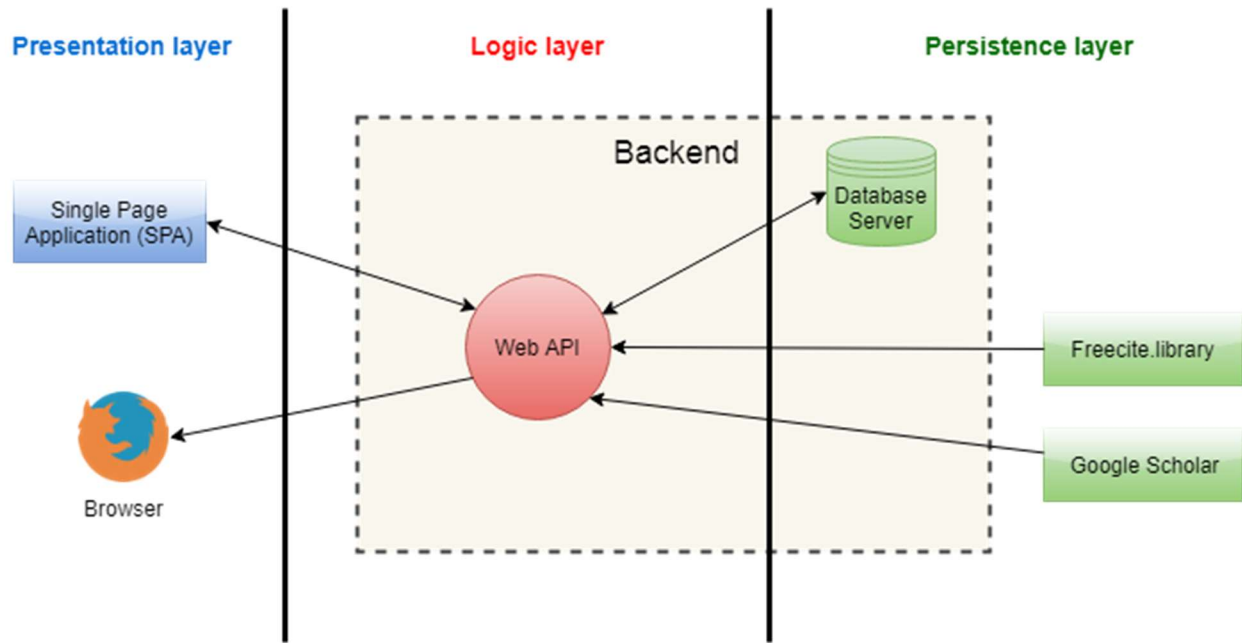 Presentation layer
Logic layer
Persistence layer
Backend
Single Page
Application (SPA)
Database
Server
Web API
Freecite.library
Google Scholar
Browser